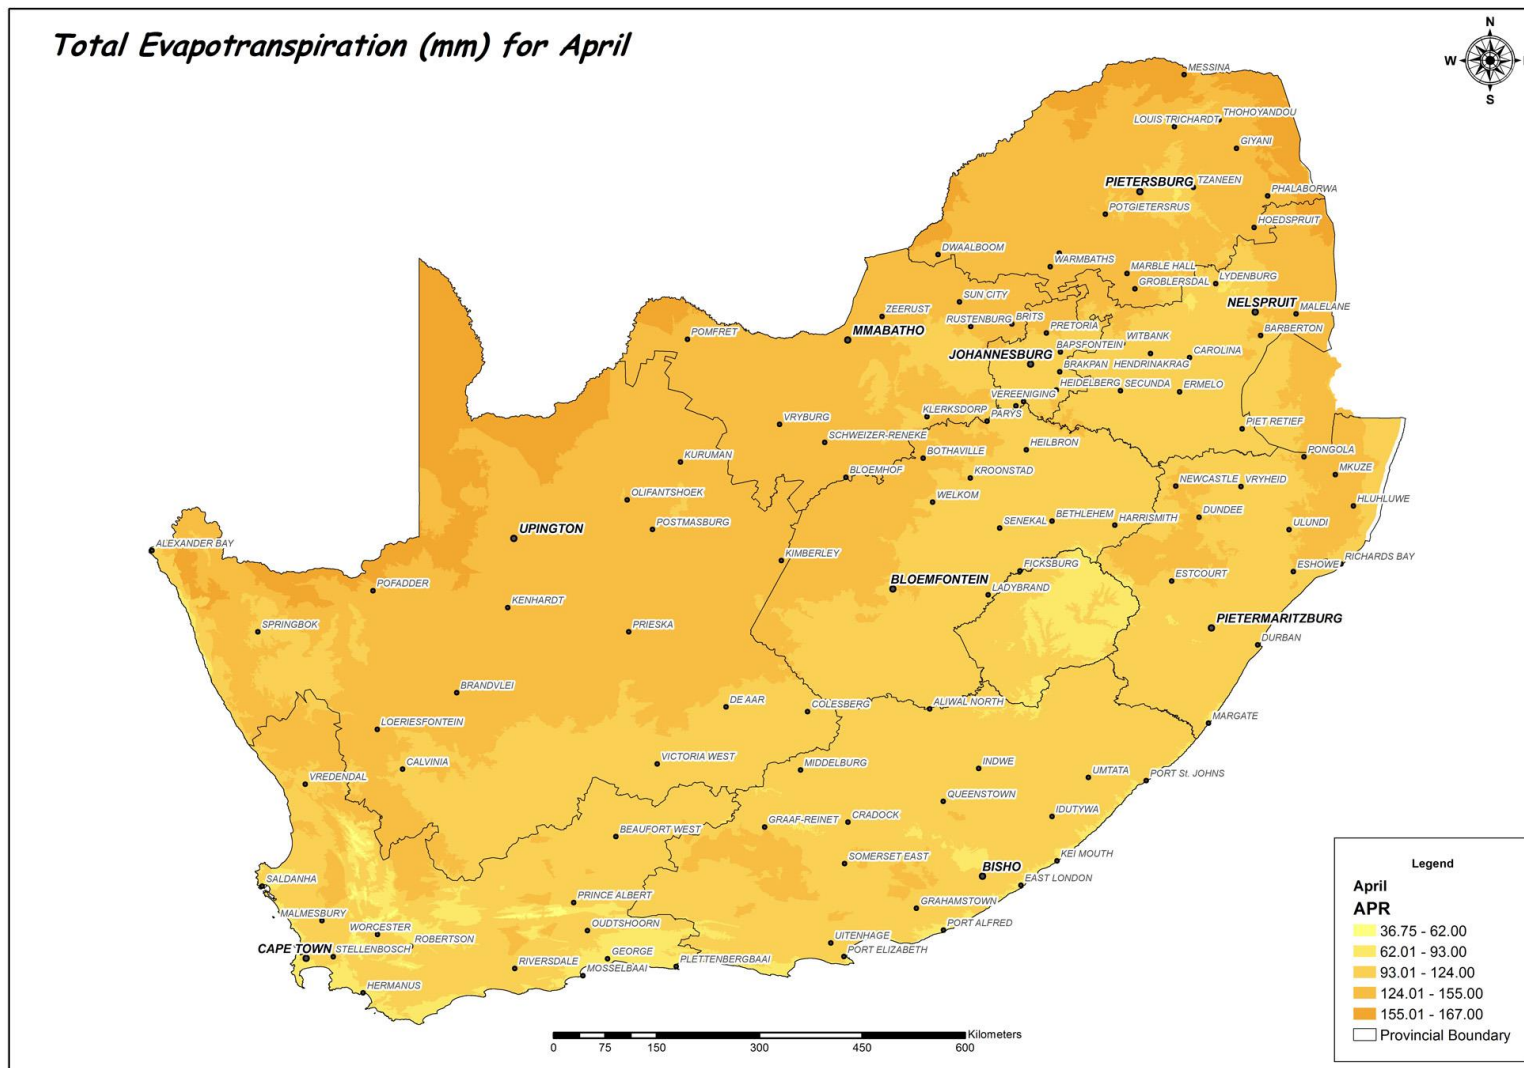 Total Evapotranspiration (mm) for April
N
W
S
MESSINA
THOHOYANDOU
LOUIS TRICHARDT
GIYANI
TZANEEN
PIETERSBURG
PHALABORWA
POTGIETERSRUS
HOEDSPRUIT
DWAALBOOM
WARMBATHS
MARBLE HALL
LYDENBURG
GROBLERSDAL
SUN CITY
NELSPRUIT
MALELANE
ZEERUST
RUSTENBURG
BRITS
PRETORIA
BARBERTON
POMFRET
MMABATHO
WITBANK
BAPSFONTEIN
JOHANNESBURG
HENDRINAKRAG
CAROLINA
BRAKPAN
HEIDELBERG
SECUNDA
ERMELO
VEREENIGING
KLERKSDORP
PARYS
VRYBURG
PIET RETIEF
SCHWEIZER-RENEKE
HEILBRON
BOTHAVILLE
PONGOLA
KURUMAN
BLOEMHOF
KROONSTAD
MKUZE
NEWCASTLE
VRYHEID
OLIFANTSHOEK
WELKOM
HLUHLUWE
BETHLEHEM
HARRISMITH
DUNDEE
SENEKAL
ULUNDI
UPINGTON
POSTMASBURG
ALEXANDER BAY
KIMBERLEY
RICHARDS BAY
FICKSBURG
ESHOWE
ESTCOURT
BLOEMFONTEIN
LADYBRAND
POFADDER
KENHARDT
PIETERMARITZBURG
SPRINGBOK
PRIESKA
DURBAN
BRANDVLEI
DE AAR
COLESBERG
ALIWAL NORTH
LOERIESFONTEIN
MARGATE
VICTORIA WEST
CALVINIA
MIDDELBURG
INDWE
VREDENDAL
UMTATA
PORT St. JOHNS
QUEENSTOWN
IDUTYWA
GRAAF-REINET
CRADOCK
BEAUFORT WEST
SOMERSET EAST
KEI MOUTH
BISHO
SALDANHA
EAST LONDON
PRINCE ALBERT
GRAHAMSTOWN
MALMESBURY
OUDTSHOORN
PORT ALFRED
WORCESTER
ROBERTSON
UITENHAGE
CAPE TOWN
STELLENBOSCH
GEORGE
PORT ELIZABETH
PLETTENBERGBAAI
RIVERSDALE
MOSSELBAAI
HERMANUS
Legend
April
APR
36.75 - 62.00
62.01 - 93.00
93.01 - 124.00
124.01 - 155.00
155.01 - 167.00
Provincial Boundary
Kilometers
0 75 150 300 450 600